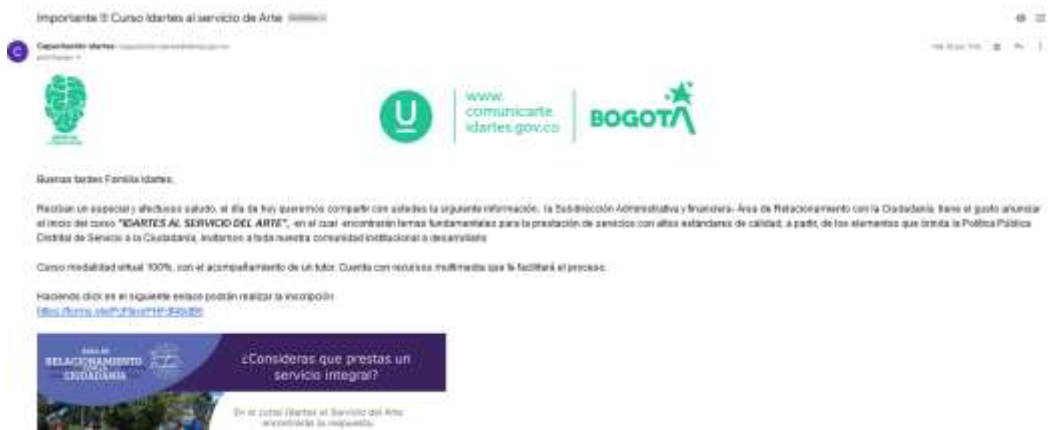 Importante !!! Curso Idartes al servicio de Arte
C
Capacitación Idartes
www.
comunicarte.
idartes.gov.co
BOGOTÁ
Buenas tardes Familia Idartes,
Reciban un especial y afectuoso saludo, el día de hoy queremos compartir con ustedes la siguiente información, la Subdirección Administrativa y financiera- Área de Relacionamiento con la Ciudadanía, tiene el gusto anunciar
el inicio del curso "IDARTES AL SERVICIO DEL ARTE", en el cual encontrarán temas fundamentales para la prestación de servicios con altos estándares de calidad, a partir, de los elementos que brinda la Política Pública
Distrital de Servicio a la Ciudadanía, invitamos a toda nuestra comunidad institucional a desarrollarlo
Curso modalidad virtual 100%, con el acompañamiento de un tutor. Cuenta con recursos multimedia que le facilitará el proceso.
Haciendo click en el siguiente enlace podrán realizar la inscripción
ÁREA DE
RELACIONAMIENTO
CON LA
CIUDADANÍA
¿Consideras que prestas un
servicio integral?
En el curso Idartes al Servicio del Arte
encontrarás la respuesta.